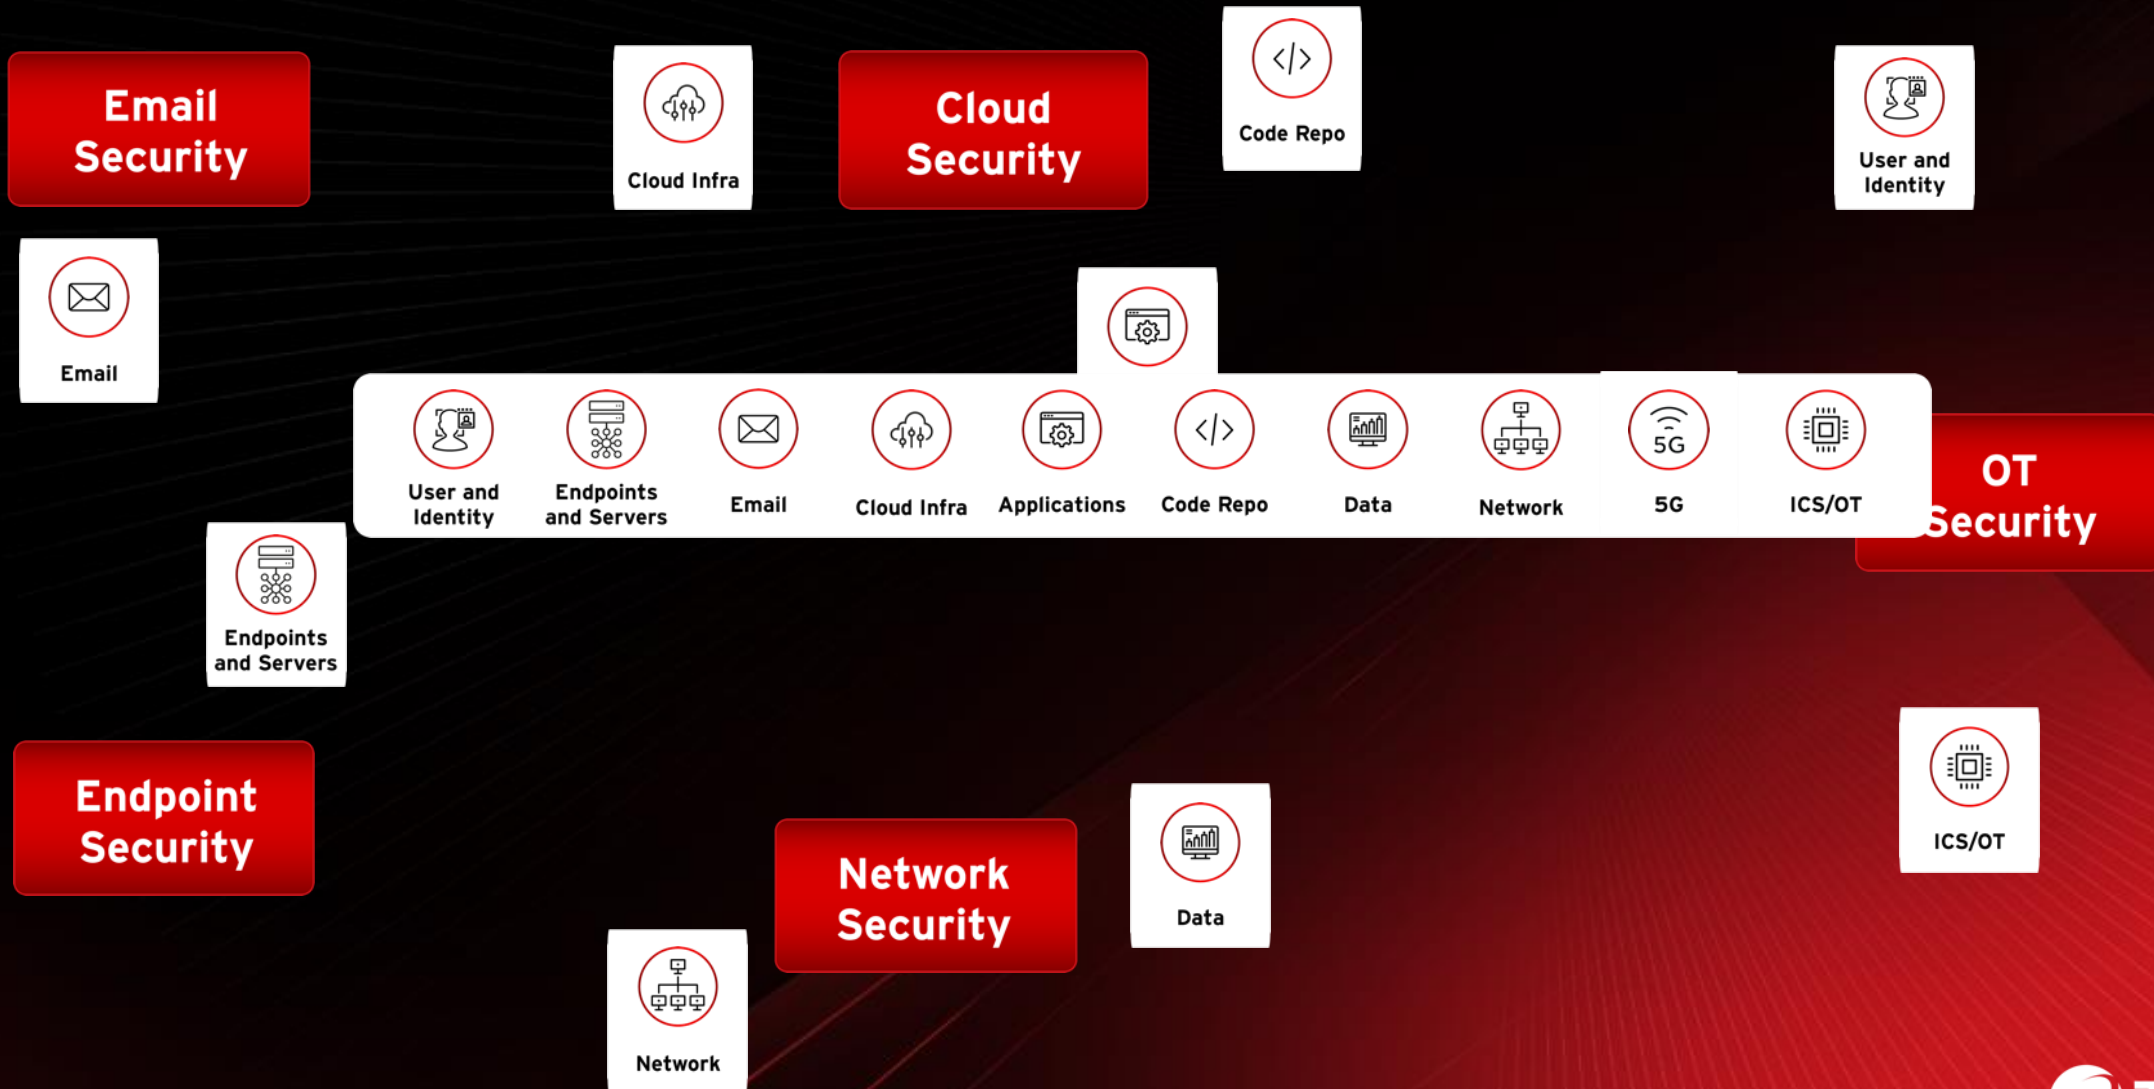 Email
Security
Cloud Infra
Cloud
Security
</>
Code Repo
User and
Identity
Email
User and
Identity
Endpoints
and Servers
Email
Cloud Infra
Applications
</>
Code Repo
Data
Network
5G
5G
ICS/OT
OT
Security
Endpoints
and Servers
Endpoint
Security
Network
Security
Data
ICS/OT
Network